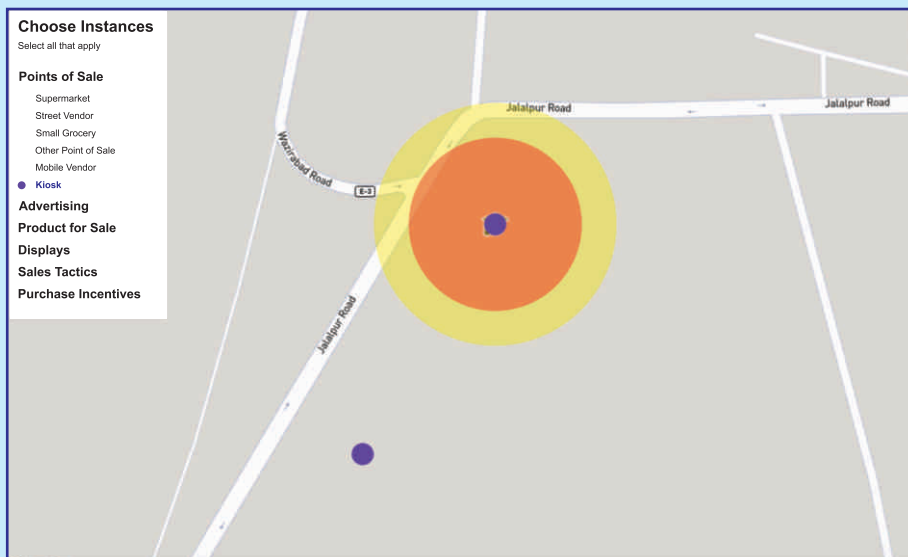 Choose Instances
Select all that apply
Points of Sale
Supermarket
Street Vendor
Small Grocery
Other Point of Sale
Mobile Vendor
Kiosk
Advertising
Product for Sale
Displays
Sales Tactics
Purchase Incentives
Jalalpur Road
Jalalpur Road
Wazirabad Road
E-3
Jalalpur Road